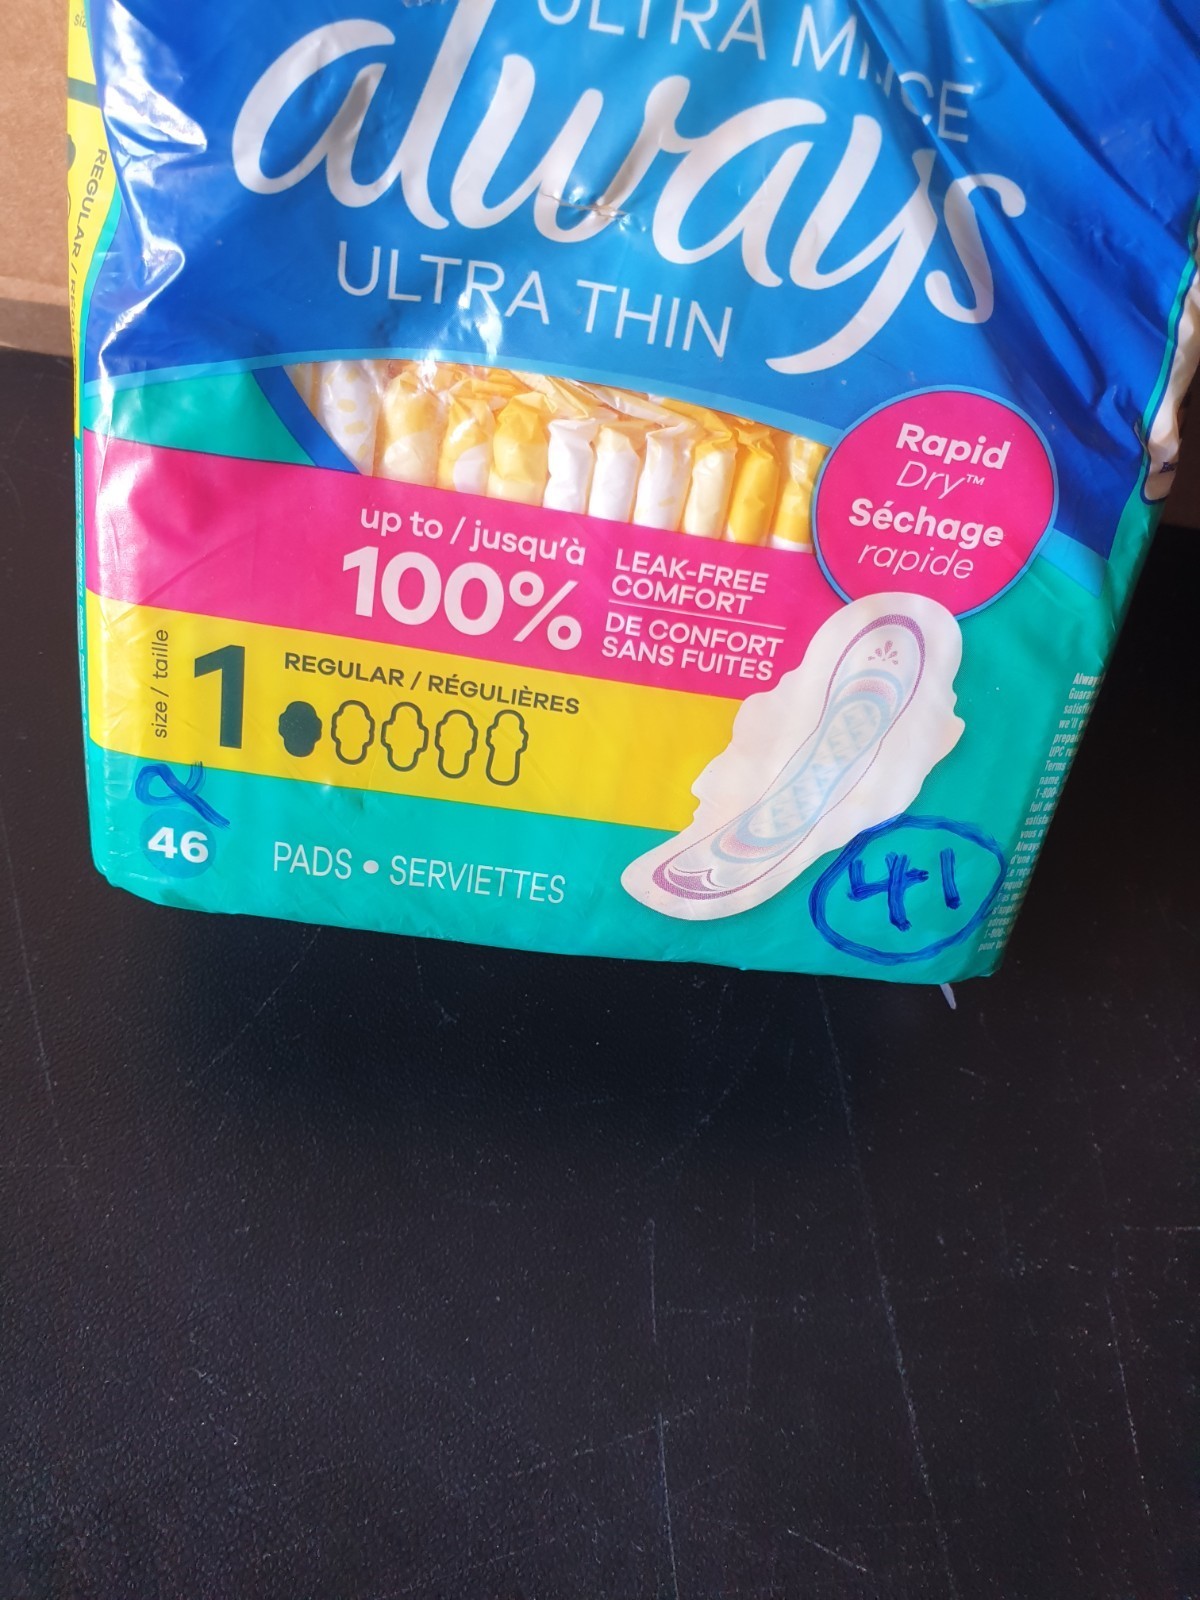 ULTRA MINCE
always
ULTRA THIN
Rapid
Dry™
Séchage
rapide
up to / jusqu'à
100%
LEAK-FREE
COMFORT
DE CONFORT
SANS FUITES
size / taille
1
REGULAR / RÉGULIÈRES
46
PADS • SERVIETTES
41
REGULAR /